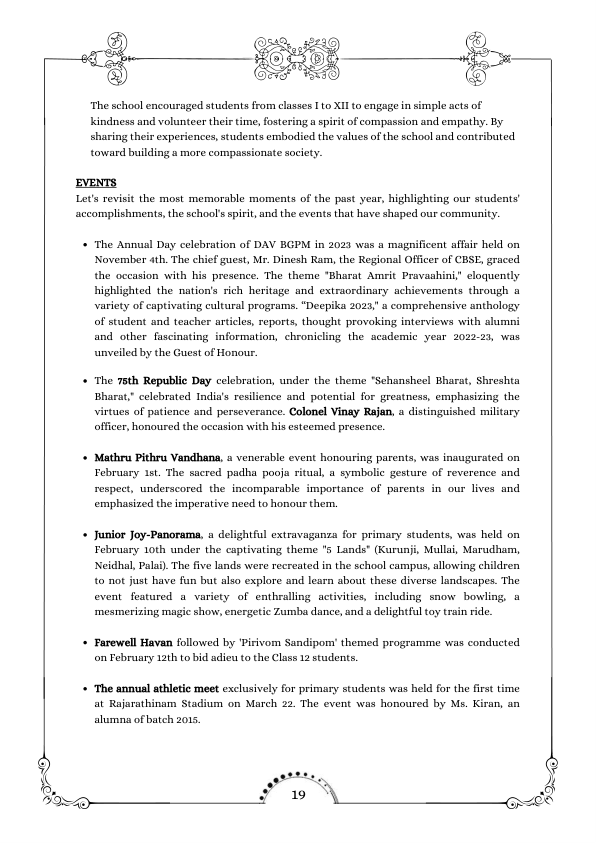 The school encouraged students from classes I to XII to engage in simple acts of
kindness and volunteer their time, fostering a spirit of compassion and empathy. By
sharing their experiences, students embodied the values of the school and contributed
toward building a more compassionate society.
EVENTS
Let's revisit the most memorable moments of the past year, highlighting our students'
accomplishments, the school's spirit, and the events that have shaped our community.
• The Annual Day celebration of DAV BGPM in 2023 was a magnificent affair held on
November 4th. The chief guest, Mr. Dinesh Ram, the Regional Officer of CBSE, graced
the occasion with his presence. The theme "Bharat Amrit Pravaahini," eloquently
highlighted the nation's rich heritage and extraordinary achievements through a
variety of captivating cultural programs. "Deepika 2023," a comprehensive anthology
of student and teacher articles, reports, thought provoking interviews with alumni
and other fascinating information, chronicling the academic year 2022-23, was
unveiled by the Guest of Honour.
• The 75th Republic Day celebration, under the theme "Sehansheel Bharat, Shreshta
Bharat," celebrated India's resilience and potential for greatness, emphasizing the
virtues of patience and perseverance. Colonel Vinay Rajan, a distinguished military
officer, honoured the occasion with his esteemed presence.
• Mathru Pithru Vandhana, a venerable event honouring parents, was inaugurated on
February 1st. The sacred padha pooja ritual, a symbolic gesture of reverence and
respect, underscored the incomparable importance of parents in our lives and
emphasized the imperative need to honour them.
• Junior Joy-Panorama, a delightful extravaganza for primary students, was held on
February 10th under the captivating theme "5 Lands" (Kurunji, Mullai, Marudham,
Neidhal, Palai). The five lands were recreated in the school campus, allowing children
to not just have fun but also explore and learn about these diverse landscapes. The
event featured a variety of enthralling activities, including snow bowling, a
mesmerizing magic show, energetic Zumba dance, and a delightful toy train ride.
• Farewell Havan followed by 'Pirivom Sandipom' themed programme was conducted
on February 12th to bid adieu to the Class 12 students.
• The annual athletic meet exclusively for primary students was held for the first time
at Rajarathinam Stadium on March 22. The event was honoured by Ms. Kiran, an
alumna of batch 2015.
19